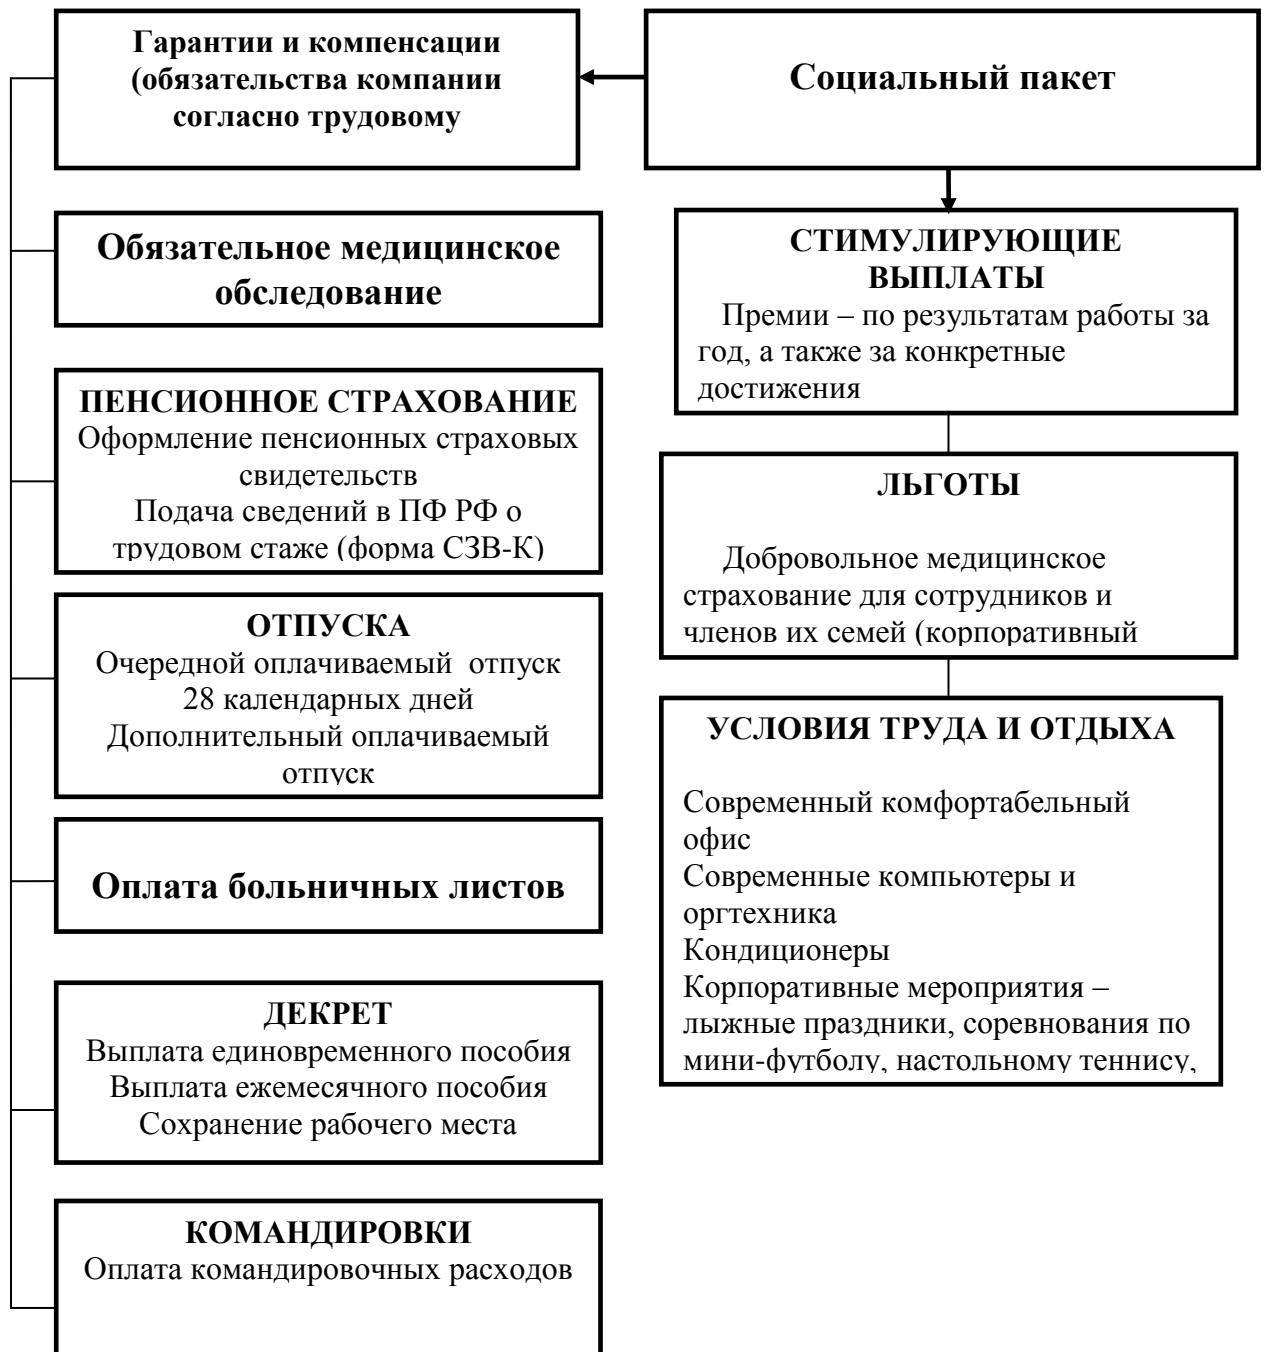 Гарантии и компенсации
(обязательства компании
согласно трудовому
Социальный пакет
Обязательное медицинское
обследование
ПЕНСИОННОЕ СТРАХОВАНИЕ
Оформление пенсионных страховых
свидетельств
Подача сведений в ПФ РФ о
трудовом стаже (форма СЗВ-К)
ОТПУСКА
Очередной оплачиваемый отпуск
28 календарных дней
Дополнительный оплачиваемый
отпуск
Оплата больничных листов
ДЕКРЕТ
Выплата единовременного пособия
Выплата ежемесячного пособия
Сохранение рабочего места
КОМАНДИРОВКИ
Оплата командировочных расходов
СТИМУЛИРУЮЩИЕ
ВЫПЛАТЫ
Премии – по результатам работы за
год, а также за конкретные
достижения
ЛЬГОТЫ
Добровольное медицинское
страхование для сотрудников и
членов их семей (корпоративный
УСЛОВИЯ ТРУДА И ОТДЫХА
Современный комфортабельный
офис
Современные компьютеры и
оргтехника
Кондиционеры
Корпоративные мероприятия –
лыжные праздники, соревнования по
мини-футболу, настольному теннису,